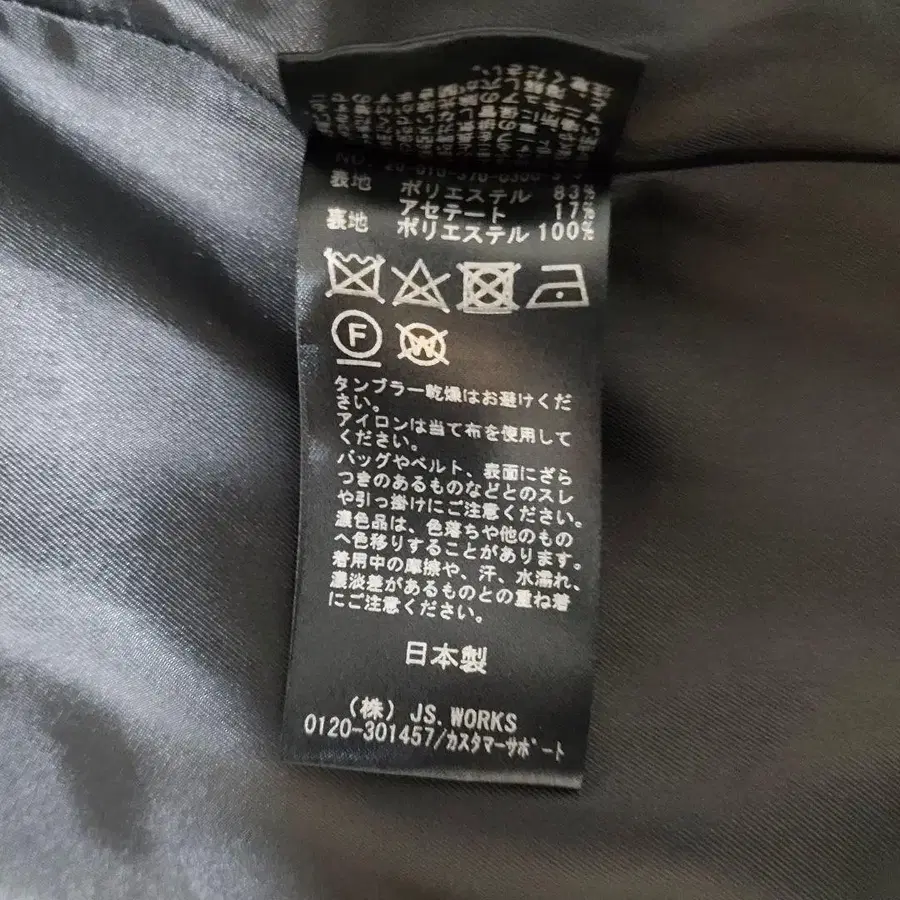 表地 ポリエステル 83%
アセテート 17%
裏地 ポリエステル 100%
F
W
タンブラー乾燥はお避けくだ
さい。
アイロンは当て布を使用して
ください。
バッグやベルト、表面にざら
つきのあるものなどとのスレ
や引っ掛けにご注意ください。
濃色品は、色落ちや他のもの
へ色移りすることがあります。
着用中の摩擦や、汗、水濡れ、
濃淡差があるものとの重ね着
にご注意ください。
日本製
(株) JS.WORKS
0120-301457/カスタマーサポート